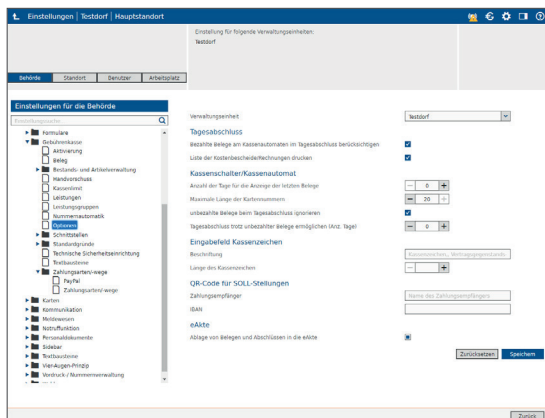 Einstellungen | Testdorf | Hauptstandort
Einstellung für folgende Verwaltungseinheiten:
Testdorf
Behörde Standort Benutzer Arbeitsplatz
Einstellungen für die Behörde
Einstellungssuche
Formulare
Gebührenkasse
Aktivierung
Beleg
Bestands- und Artikelverwaltung
Handvorschuss
Kassenlimit
Leistungen
Leistungsgruppen
Nummernautomatik
Optionen
Schnittstellen
Standardgründe
Technische Sicherheitseinrichtung
Textbausteine
Zahlungsarten/-wege
PayPal
Zahlungsarten/-wege
Karten
Kommunikation
Meldewesen
Notruffunktion
Personaldokumente
Sidebar
Textbausteine
Vier-Augen-Prinzip
Vordruck-/ Nummernverwaltung
Verwaltungseinheit Testdorf
Tagesabschluss
Bezahlte Belege am Kassenautomaten im Tagesabschluss berücksichtigen
Liste der Kostenbescheide/Rechnungen drucken
Kassenschalter/Kassenautomat
Anzahl der Tage für die Anzeige der letzten Belege 0
Maximale Länge der Kartennummern 20
unbezahlte Belege beim Tagesabschluss ignorieren
Tagesabschluss trotz unbezahlter Belege ermöglichen (Anz. Tage) 0
Eingabefeld Kassenzeichen
Beschriftung Kassenzeichen, Vertragsgegenstands
Länge des Kassenzeichen
QR-Code für SOLL-Stellungen
Zahlungsempfänger Name des Zahlungsempfängers
IBAN
eAkte
Ablage von Belegen und Abschlüssen in die eAkte
Zurücksetzen Speichern
Zurück